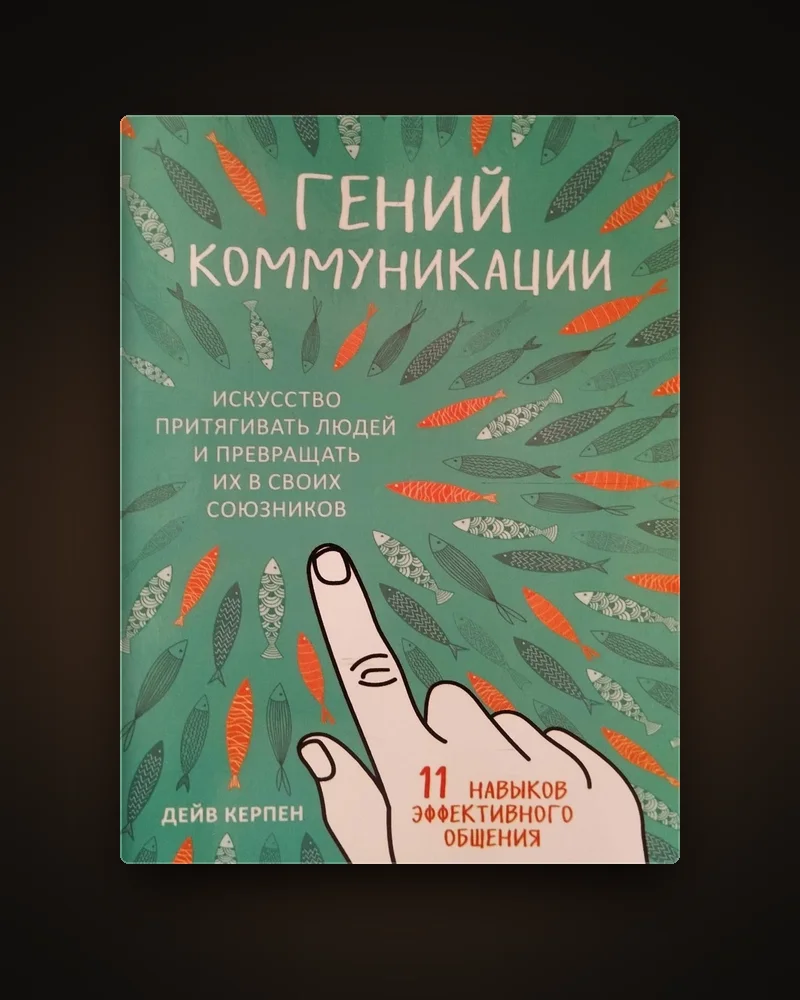 ГЕНИЙ
КОММУНИКАЦИИ
ИСКУССТВО
ПРИТЯГИВАТЬ ЛЮДЕЙ
И ПРЕВРАЩАТЬ
ИХ В СВОИХ
СОЮЗНИКОВ
ДЕЙВ КЕРПЕН
11 НАВЫКОВ
ЭФФЕКТИВНОГО
ОБЩЕНИЯ